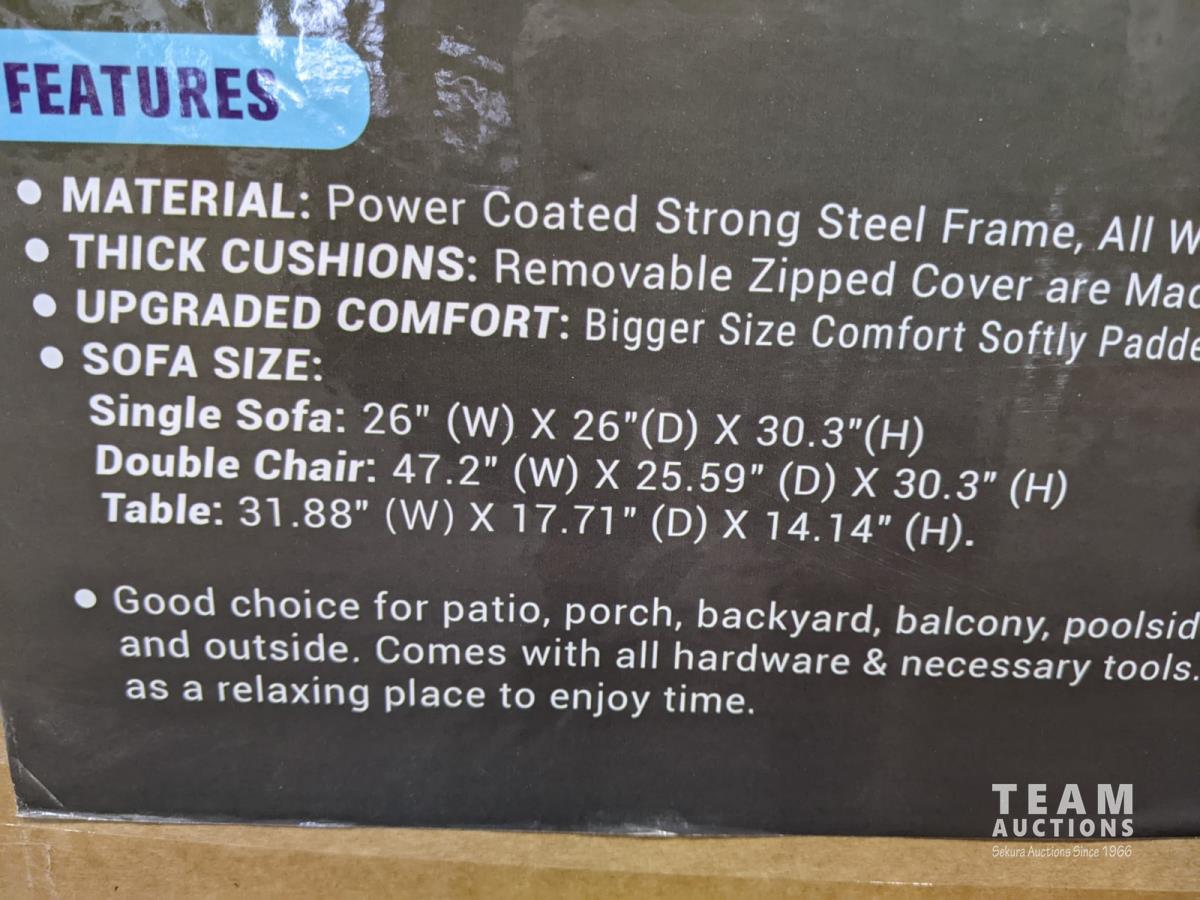 FEATURES
• MATERIAL: Power Coated Strong Steel Frame, All
• THICK CUSHIONS: Removable Zipped Cover are
• UPGRADED COMFORT: Bigger Size Comfort Softly
• SOFA SIZE:
Single Sofa: 26" (W) X 26"(D) X 30.3"(H)
Double Chair: 47.2" (W) X 25.59" (D) X 30.3" (H)
Table: 31.88" (W) X 17.71" (D) X 14.14" (H).
• Good choice for patio, porch, backyard, balcony,
and outside. Comes with all hardware & necessary tools.
as a relaxing place to enjoy time.
TEAM
AUCTIONS
Sekura Auctions Since 1966